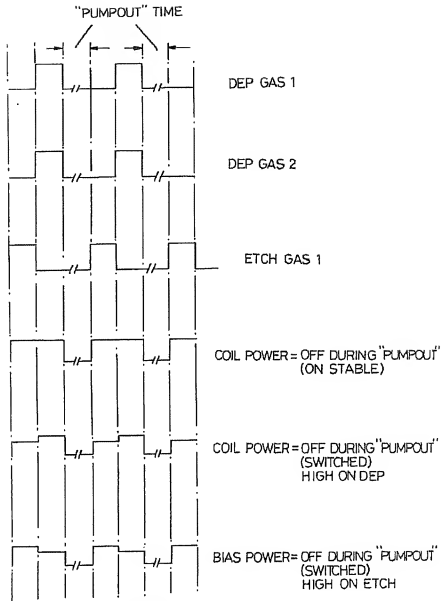 "PUMPOUT" TIME
DEP GAS 1
DEP GAS 2
ETCH GAS 1
COIL POWER = OFF DURING "PUMPOUT"
(ON STABLE)
COIL POWER = OFF DURING "PUMPOUT"
(SWITCHED)
HIGH ON DEP
BIAS POWER = OFF DURING "PUMPOUT"
(SWITCHED)
HIGH ON ETCH